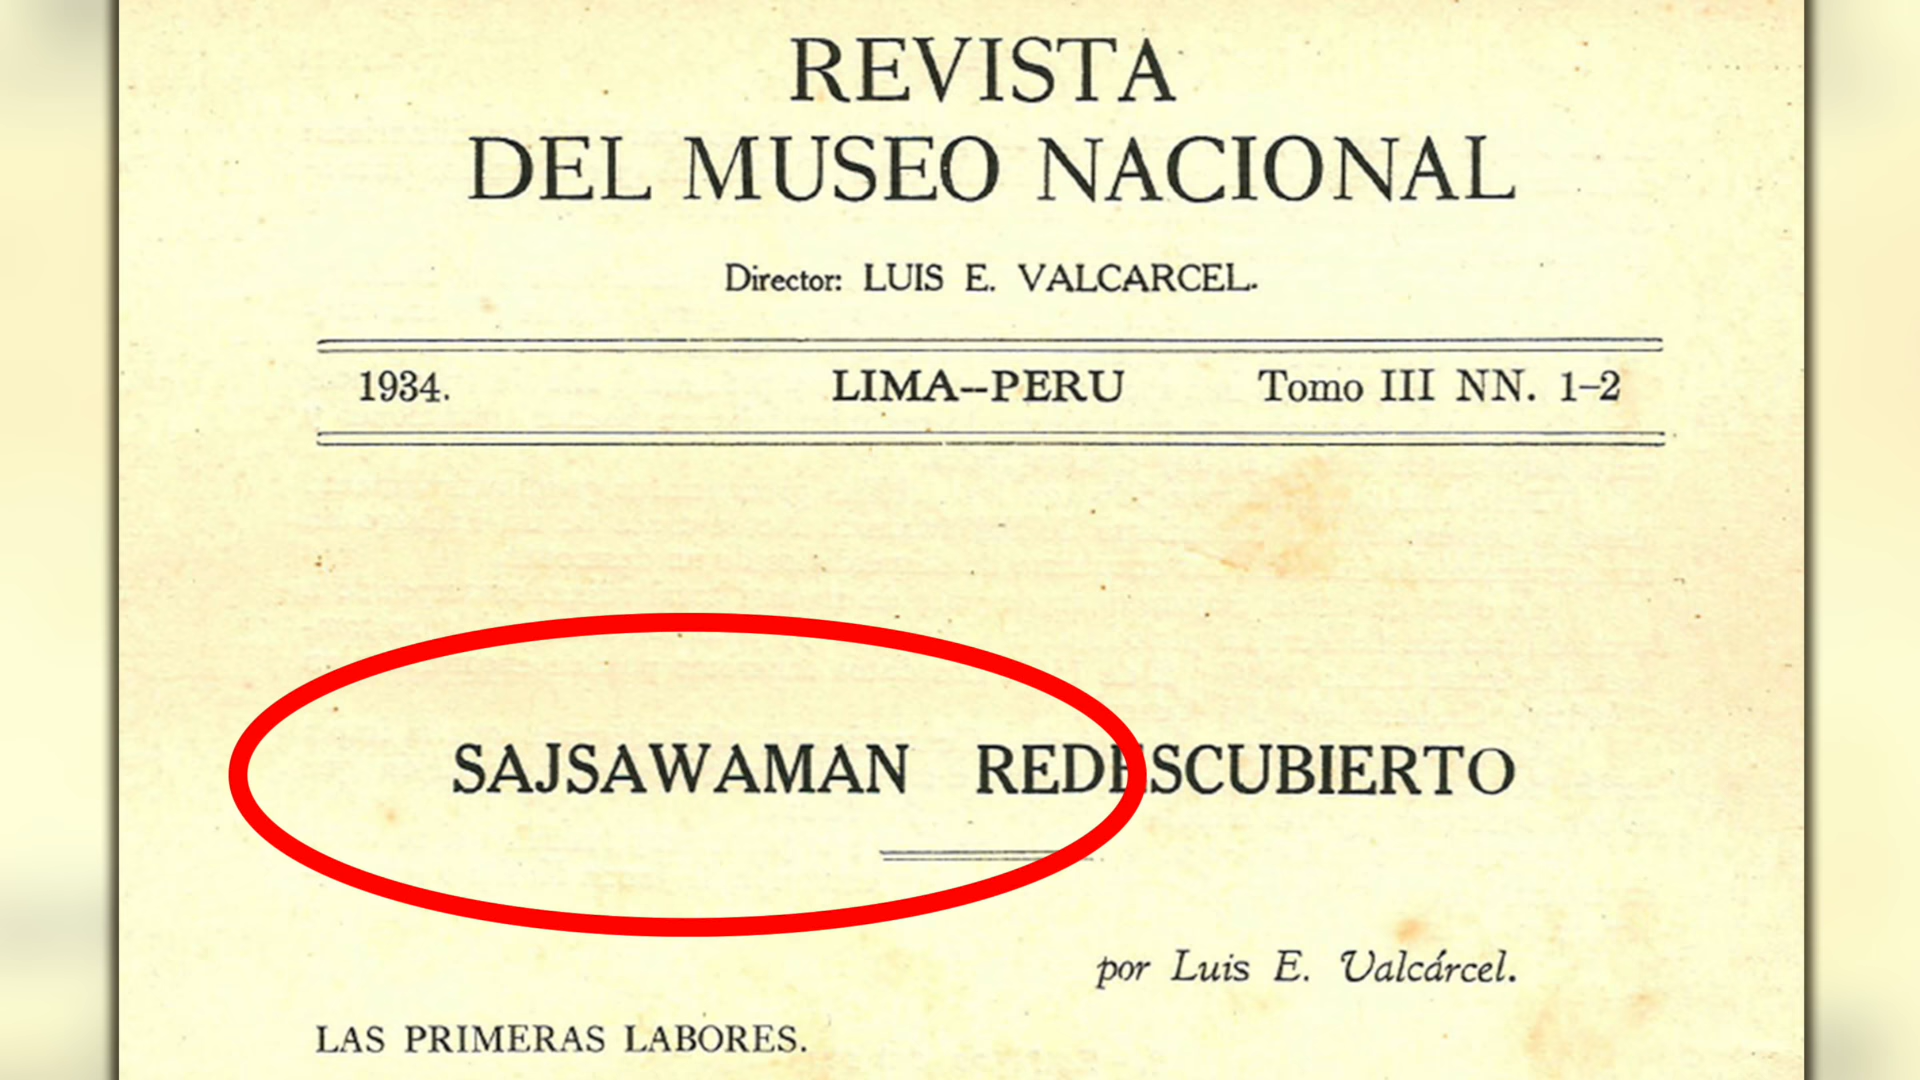 REVISTA
DEL MUSEO NACIONAL
Director: LUIS E. VALCARCEL.
1934. LIMA--PERU Tomo III NN. 1-2
SAJSAWAMAN REDESCUBIERTO
por Luis E. Valcárcel.
LAS PRIMERAS LABORES.